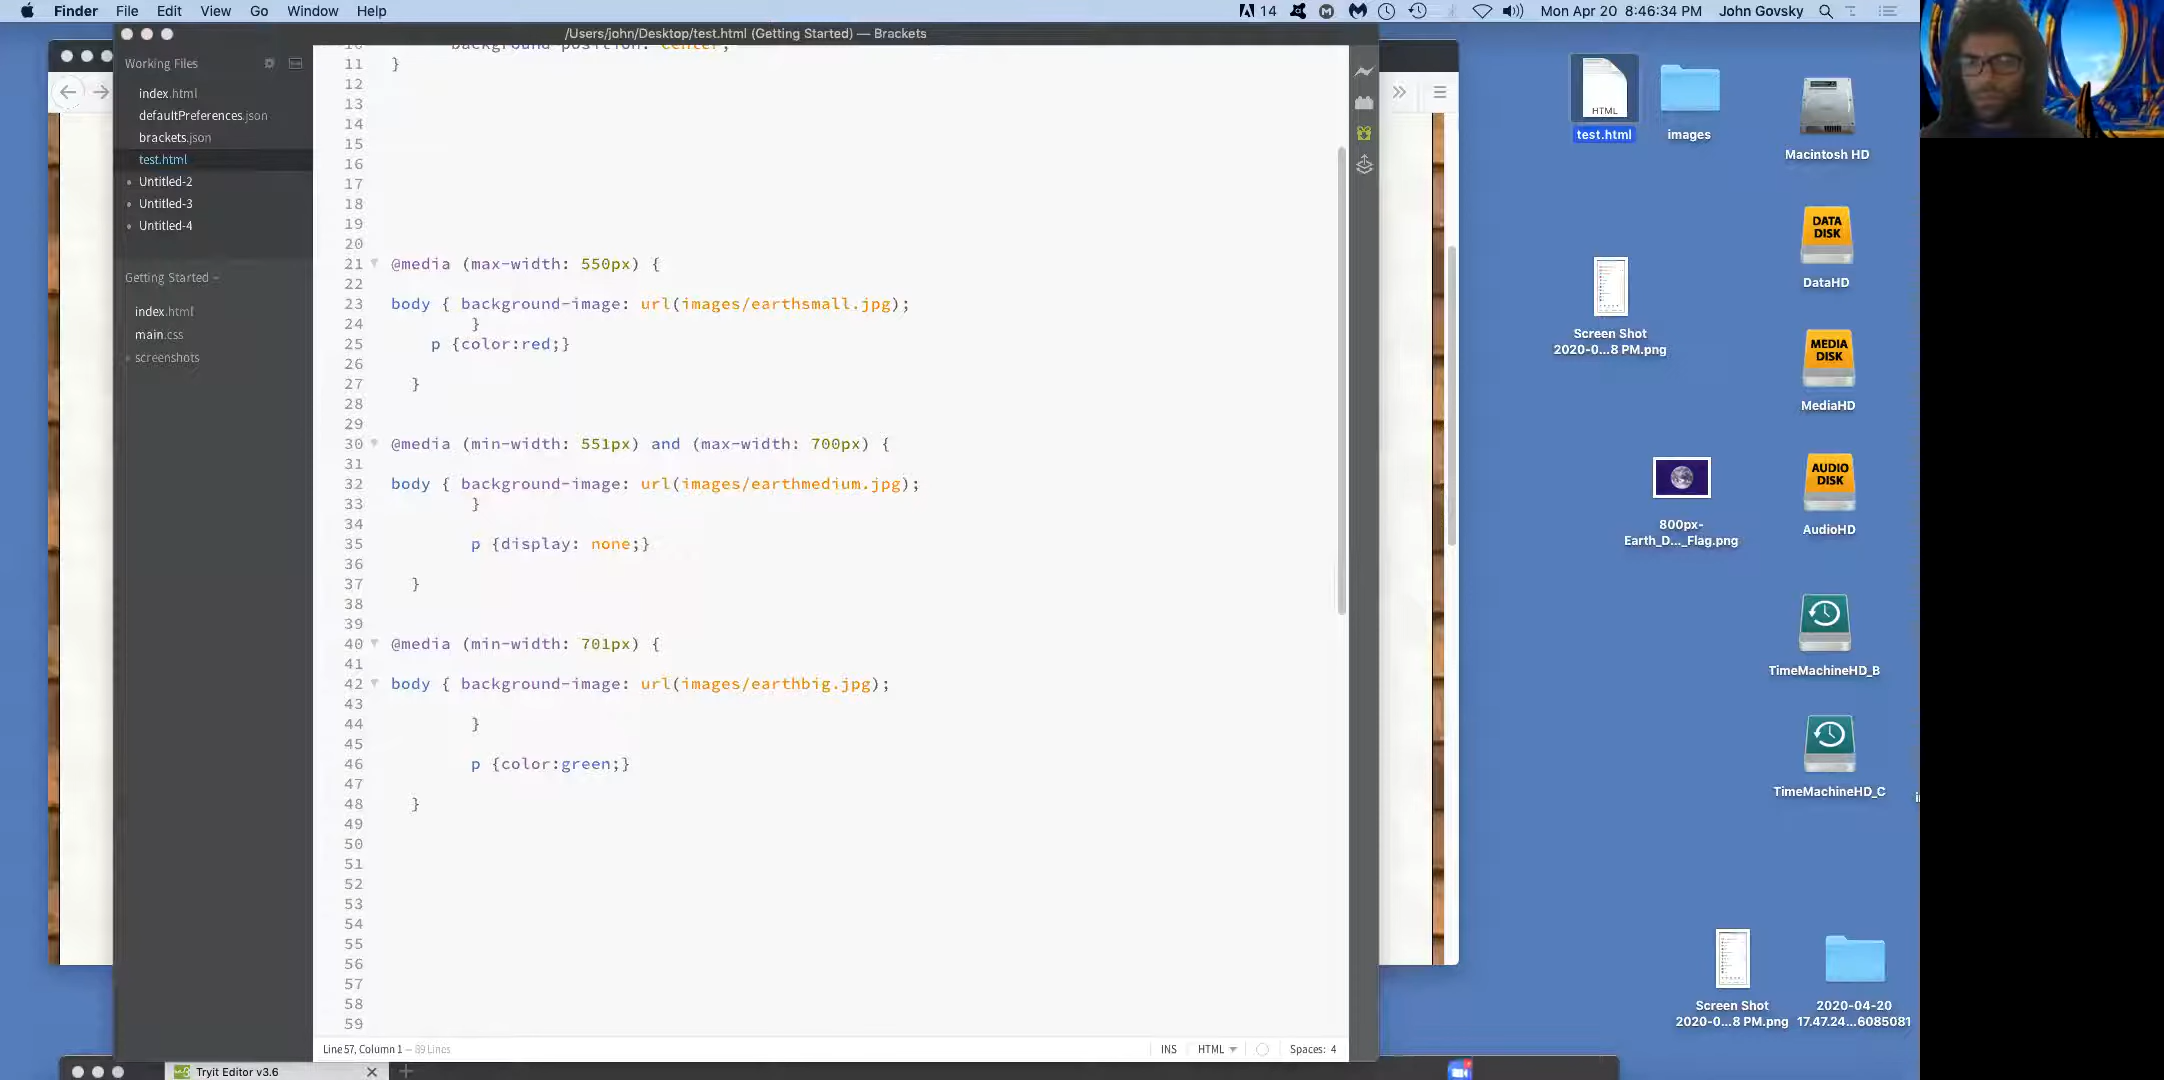 Finder File Edit View Go Window Help
14
Mon Apr 20 8:46:34 PM John Govsky
/Users/john/Desktop/test.html (Getting Started) — Brackets
Working Files
index.html
defaultPreferences.json
brackets.json
test.html
Untitled-2
Untitled-3
Untitled-4
Getting Started
index.html
main.css
screenshots
background-position: center;
11 }
12
13
14
15
16
17
18
19
20
21 @media (max-width: 550px) {
22
23 body { background-image: url(images/earthsmall.jpg);
24 }
25 p {color:red;}
26
27 }
28
29
30 @media (min-width: 551px) and (max-width: 700px) {
31
32 body { background-image: url(images/earthmedium.jpg);
33 }
34
35 p {display: none;}
36
37 }
38
39
40 @media (min-width: 701px) {
41
42 body { background-image: url(images/earthbig.jpg);
43
44 }
45
46 p {color:green;}
47
48 }
49
50
51
52
53
54
55
56
57
58
59
Line 57, Column 1 — 89 Lines
INS HTML Spaces: 4
Tryit Editor v3.6
HTML
test.html
images
Macintosh HD
DATA
DISK
DataHD
Screen Shot
2020-0...8 PM.png
MEDIA
DISK
MediaHD
800px-
Earth_D..._Flag.png
AUDIO
DISK
AudioHD
TimeMachineHD_B
TimeMachineHD_C
Screen Shot
2020-0...8 PM.png
2020-04-20
17.47.24...6085081